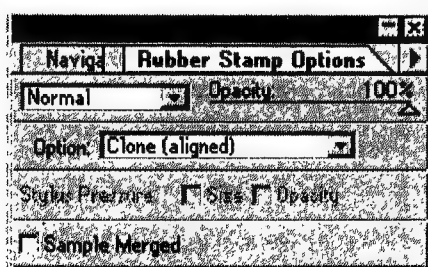 Naviga Rubber Stamp Options
Normal Opacity: 100%
Option: Clone (aligned)
Stylus Pressure: Size Opacity
Sample Merged